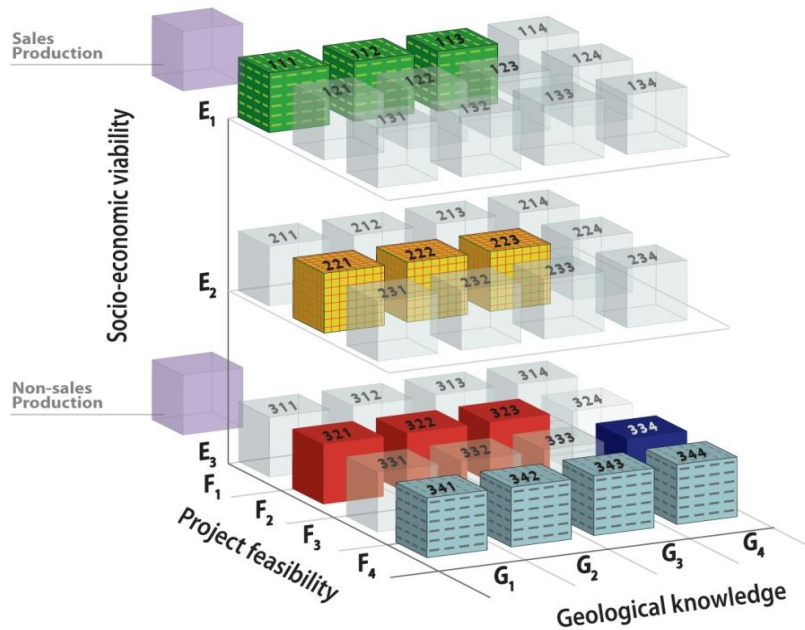 Sales
Production
111
112
113
114
121
122
123
124
131
132
133
134
E1
Socio-economic viability
211
212
213
214
221
222
223
224
231
232
233
234
E2
Non-sales
Production
311
312
313
314
321
322
323
324
331
332
333
334
341
342
343
344
E3
F1
F2
F3
F4
Project feasibility
G1
G2
G3
G4
Geological knowledge